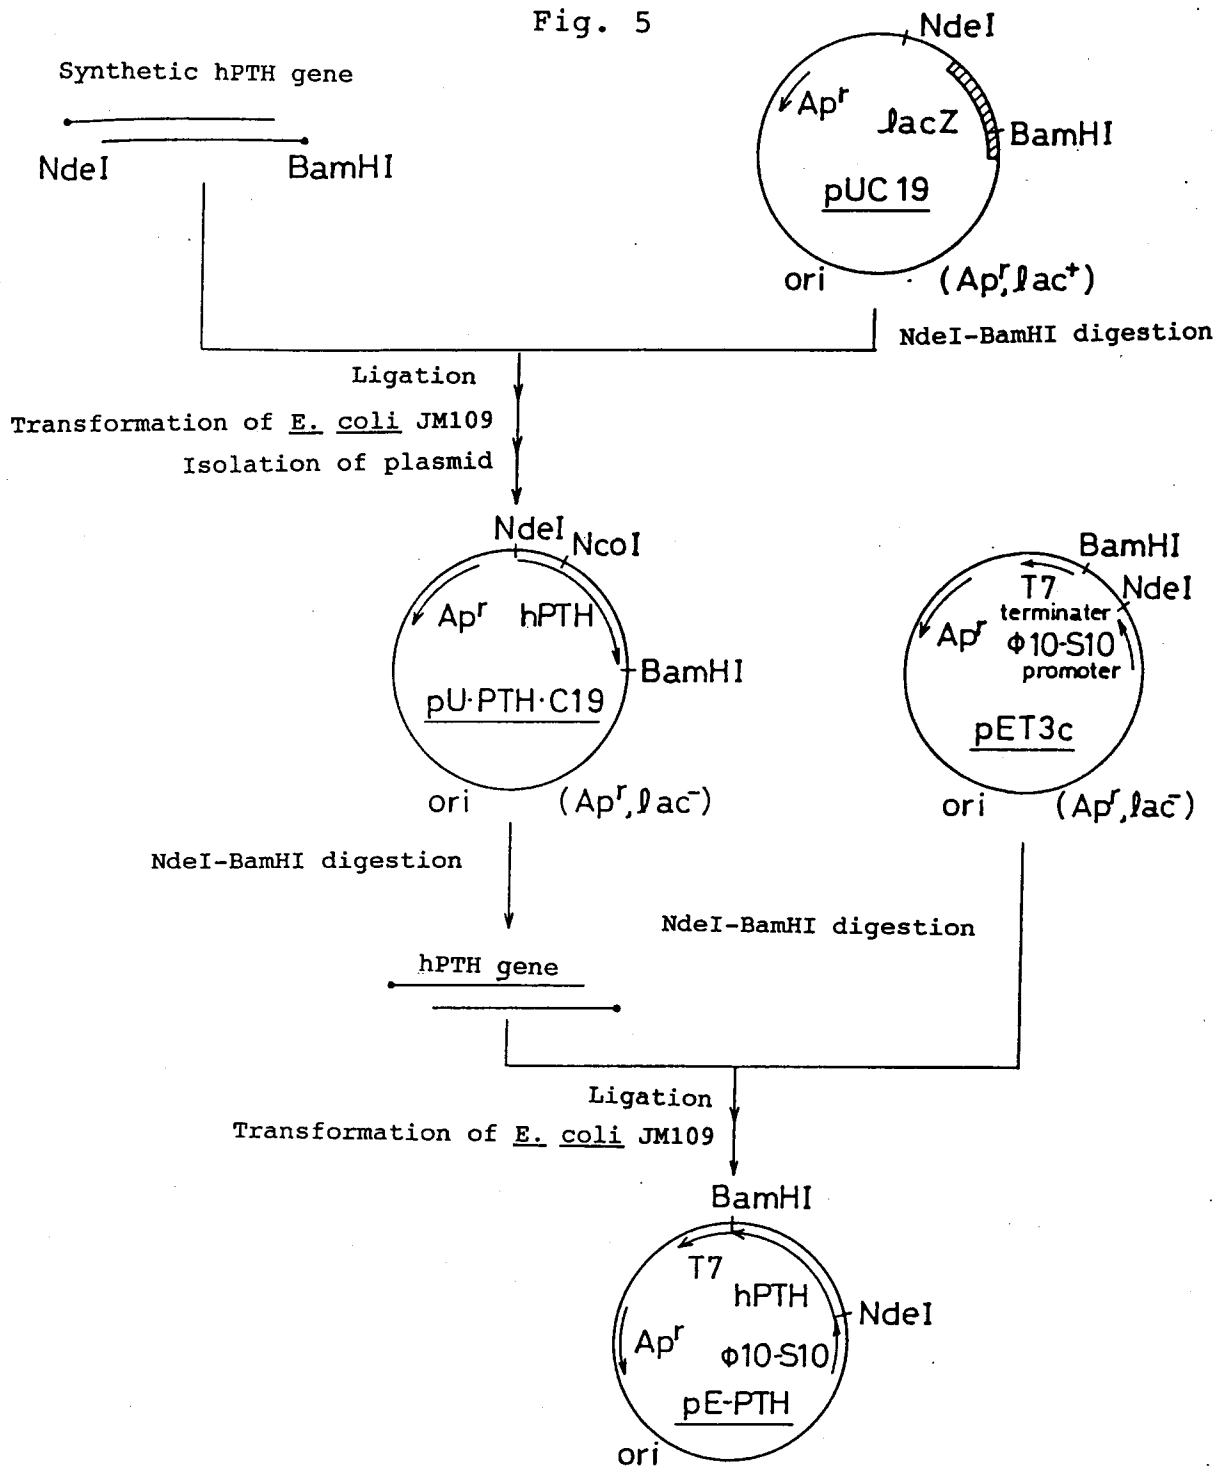 Fig. 5
Synthetic hPTH gene
NdeI
BamHI
NdeI
Apʳ
lacZ
BamHI
pUC19
ori
(Apʳ,lac⁺)
NdeI-BamHI digestion
Ligation
Transformation of E. coli JM109
Isolation of plasmid
NdeI
NcoI
Apʳ
hPTH
BamHI
pU·PTH·C19
ori
(Apʳ,lac⁻)
BamHI
NdeI
T7
terminater
Apʳ
Φ10-S10
promoter
pET3c
ori
(Apʳ,lac⁻)
NdeI-BamHI digestion
NdeI-BamHI digestion
hPTH gene
Ligation
Transformation of E. coli JM109
BamHI
T7
hPTH
NdeI
Apʳ
Φ10-S10
pE-PTH
ori